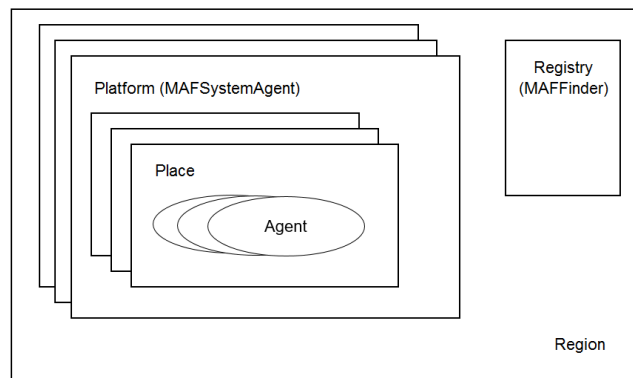 Registry
(MAFFinder)
Platform (MAFSystemAgent)
Place
Agent
Region